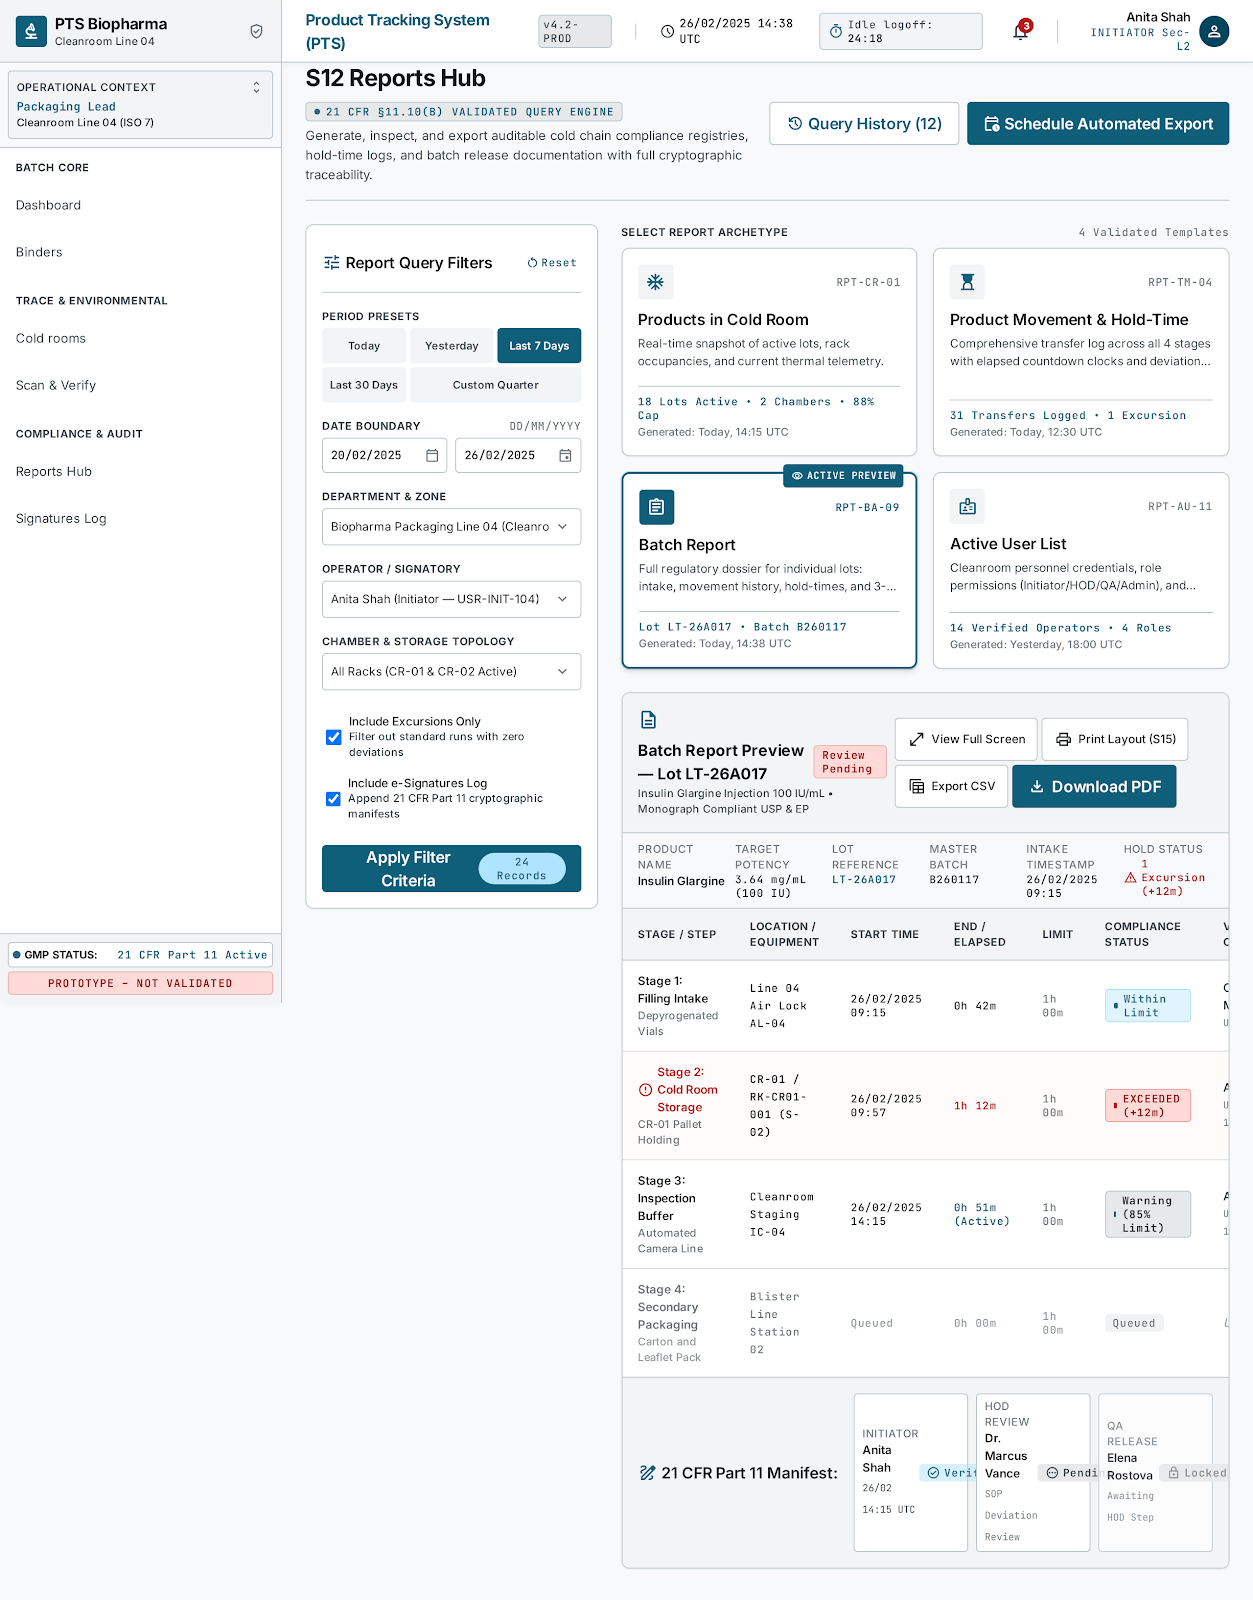 PTS Biopharma
Cleanroom Line 04
OPERATIONAL CONTEXT
Packaging Lead
Cleanroom Line 04 (ISO 7)
BATCH CORE
Dashboard
Binders
TRACE & ENVIRONMENTAL
Cold rooms
Scan & Verify
COMPLIANCE & AUDIT
Reports Hub
Signatures Log
GMP STATUS: 21 CFR Part 11 Active
PROTOTYPE – NOT VALIDATED
Product Tracking System
(PTS)
v4.2-
PROD
26/02/2025 14:38
UTC
Idle logoff:
24:18
3
Anita Shah
INITIATOR Sec-
L2
S12 Reports Hub
21 CFR §11.10(B) VALIDATED QUERY ENGINE
Generate, inspect, and export auditable cold chain compliance registries,
hold-time logs, and batch release documentation with full cryptographic
traceability.
Query History (12)
Schedule Automated Export
Report Query Filters
Reset
PERIOD PRESETS
Today
Yesterday
Last 7 Days
Last 30 Days
Custom Quarter
DATE BOUNDARY
DD/MM/YYYY
20/02/2025
26/02/2025
DEPARTMENT & ZONE
Biopharma Packaging Line 04 (Cleanro
OPERATOR / SIGNATORY
Anita Shah (Initiator — USR-INIT-104)
CHAMBER & STORAGE TOPOLOGY
All Racks (CR-01 & CR-02 Active)
Include Excursions Only
Filter out standard runs with zero
deviations
Include e-Signatures Log
Append 21 CFR Part 11 cryptographic
manifests
Apply Filter
Criteria
24
Records
SELECT REPORT ARCHETYPE
4 Validated Templates
RPT-CR-01
Products in Cold Room
Real-time snapshot of active lots, rack
occupancies, and current thermal telemetry.
18 Lots Active • 2 Chambers • 88%
Cap
Generated: Today, 14:15 UTC
RPT-TM-04
Product Movement & Hold-Time
Comprehensive transfer log across all 4 stages
with elapsed countdown clocks and deviation...
31 Transfers Logged • 1 Excursion
Generated: Today, 12:30 UTC
ACTIVE PREVIEW
RPT-BA-09
Batch Report
Full regulatory dossier for individual lots:
intake, movement history, hold-times, and 3-...
Lot LT-26A017 • Batch B260117
Generated: Today, 14:38 UTC
RPT-AU-11
Active User List
Cleanroom personnel credentials, role
permissions (Initiator/HOD/QA/Admin), and...
14 Verified Operators • 4 Roles
Generated: Yesterday, 18:00 UTC
Batch Report Preview
— Lot LT-26A017
Review
Pending
Insulin Glargine Injection 100 IU/mL •
Monograph Compliant USP & EP
View Full Screen
Print Layout (S15)
Export CSV
Download PDF
PRODUCT
NAME
Insulin Glargine
TARGET
POTENCY
3.64 mg/mL
(100 IU)
LOT
REFERENCE
LT-26A017
MASTER
BATCH
B260117
INTAKE
TIMESTAMP
26/02/2025
09:15
HOLD STATUS
1
Excursion
(+12m)
STAGE / STEP
LOCATION /
EQUIPMENT
START TIME
END /
ELAPSED
LIMIT
COMPLIANCE
STATUS
Stage 1:
Filling Intake
Depyrogenated
Vials
Line 04
Air Lock
AL-04
26/02/2025
09:15
0h 42m
1h
00m
Within
Limit
Stage 2:
Cold Room
Storage
CR-01 Pallet
Holding
CR-01 /
RK-CR01-
001 (S-
02)
26/02/2025
09:57
1h 12m
1h
00m
EXCEEDED
(+12m)
Stage 3:
Inspection
Buffer
Automated
Camera Line
Cleanroom
Staging
IC-04
26/02/2025
14:15
0h 51m
(Active)
1h
00m
Warning
(85%
Limit)
Stage 4:
Secondary
Packaging
Carton and
Leaflet Pack
Blister
Line
Station
02
Queued
0h 00m
1h
00m
Queued
21 CFR Part 11 Manifest:
INITIATOR
Anita
Shah
26/02
14:15 UTC
HOD
REVIEW
Dr.
Marcus
Vance
SOP
Deviation
Review
QA
RELEASE
Elena
Rostova
Awaiting
HOD Step
Locked